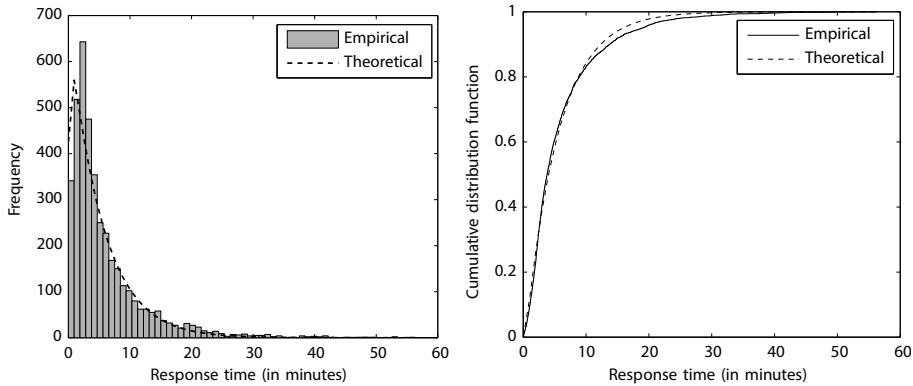 700
600
500
400
300
200
100
0
Frequency
0 10 20 30 40 50 60
Response time (in minutes)
Empirical
Theoretical
1
0.8
0.6
0.4
0.2
0
Cumulative distribution function
0 10 20 30 40 50 60
Response time (in minutes)
Empirical
Theoretical